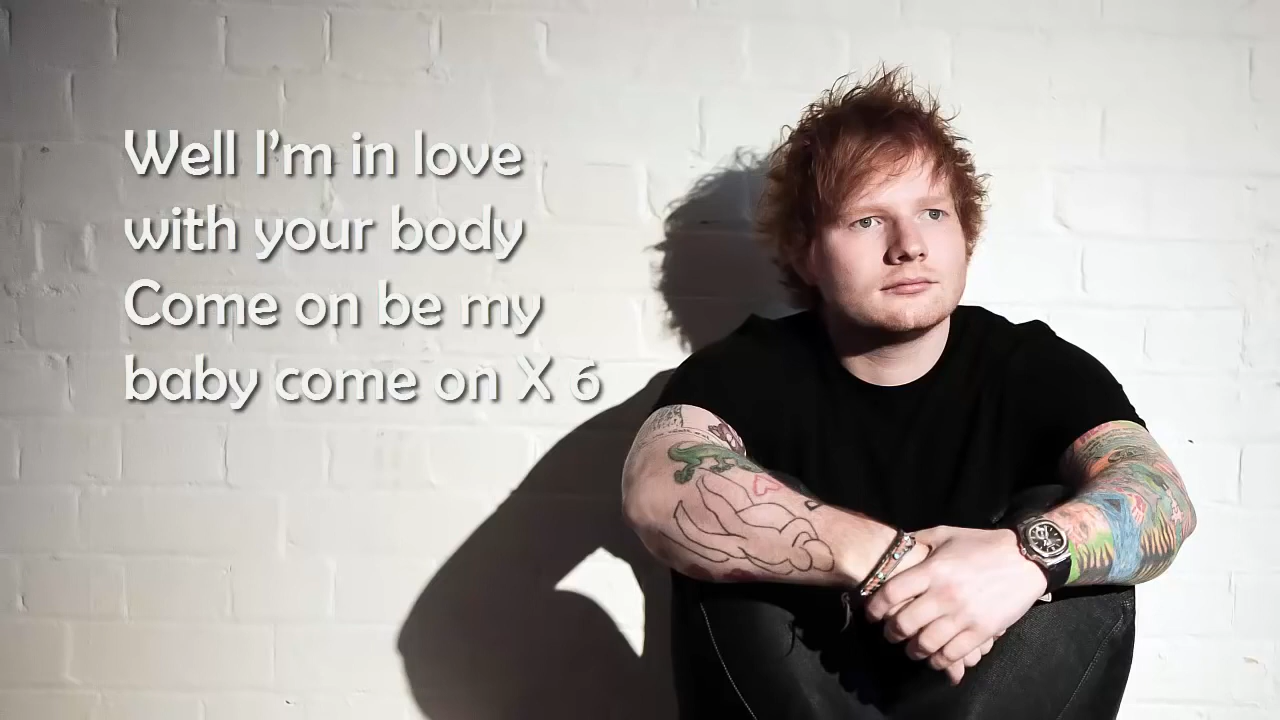 Well I’m in love
with your body
Come on be my
baby come on X 6